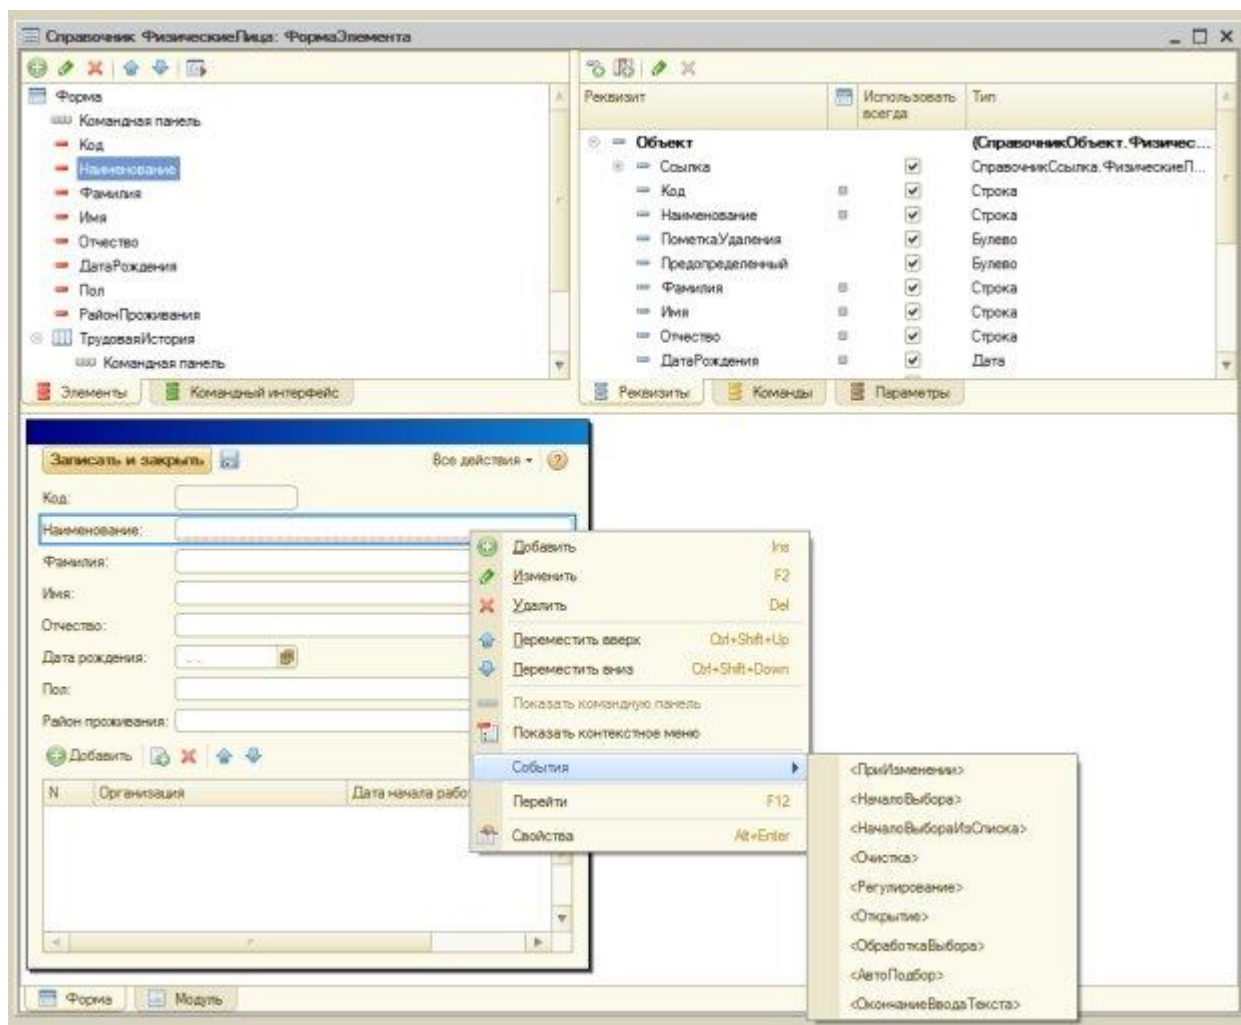 Справочник ФизическиеЛица: ФормаЭлемента
Форма
Командная панель
Код
Наименование
Фамилия
Имя
Отчество
ДатаРождения
Пол
РайонПроживания
ТрудоваяИстория
Командная панель
Элементы Командный интерфейс
Реквизит Использовать всегда Тип
Объект (СправочникОбъект.Физичес...
Ссылка СправочникСсылка.ФизическиеЛ...
Код Строка
Наименование Строка
ПометкаУдаления Булево
Предопределенный Булево
Фамилия Строка
Имя Строка
Отчество Строка
ДатаРождения Дата
Реквизиты Команды Параметры
Записать и закрыть Все действия
Код:
Наименование:
Фамилия:
Имя:
Отчество:
Дата рождения: . .
Пол:
Район проживания:
Добавить
N Организация Дата начала рабо
Добавить Ins
Изменить F2
Удалить Del
Переместить вверх Ctrl+Shift+Up
Переместить вниз Ctrl+Shift+Down
Показать командную панель
Показать контекстное меню
События
Перейти F12
Свойства Alt+Enter
<ПриИзменении>
<НачалоВыбора>
<НачалоВыбораИзСписка>
<Очистка>
<Регулирование>
<Открытие>
<ОбработкаВыбора>
<АвтоПодбор>
<ОкончаниеВводаТекста>
Форма Модуль